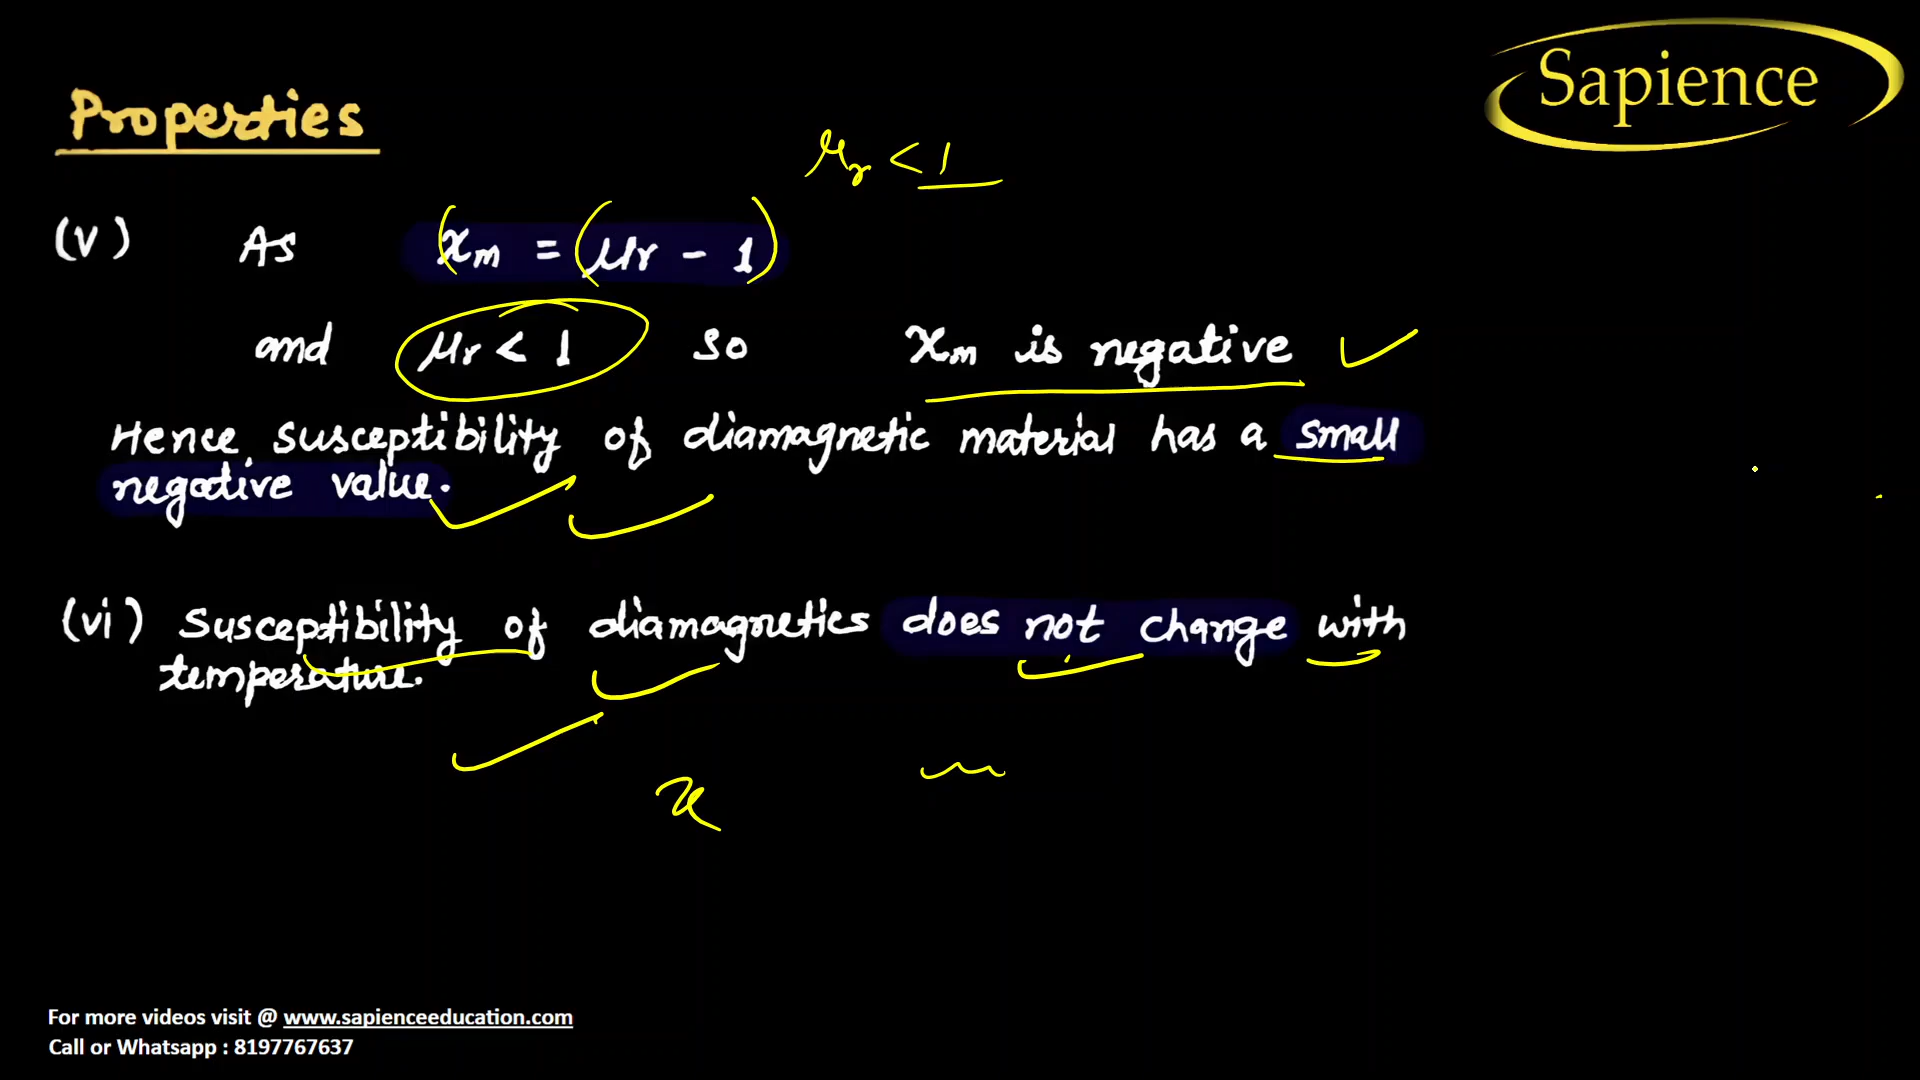 Sapience
Properties
μr < 1
(v) As χm = (μr - 1)
and μr < 1 so χm is negative
Hence susceptibility of diamagnetic material has a small
negative value.
(vi) Susceptibility of diamagnetics does not change with
temperature.
χ
For more videos visit @ www.sapienceeducation.com
Call or Whatsapp : 8197767637